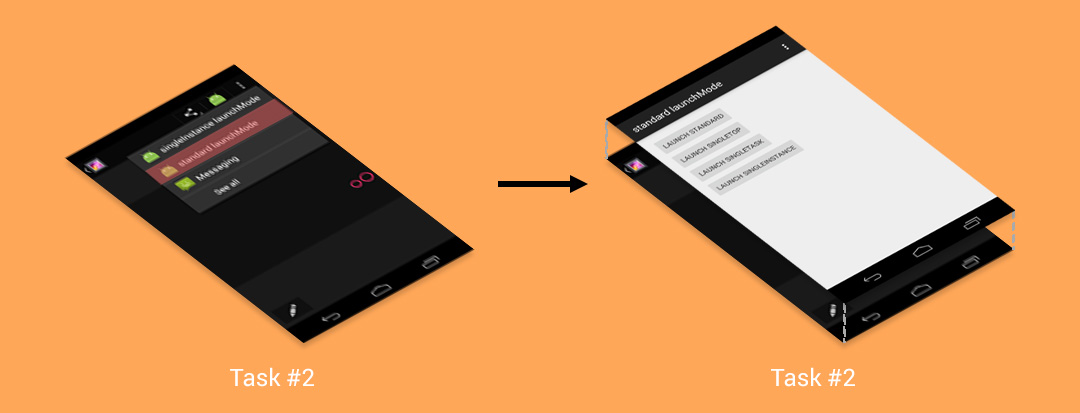 singleInstance launchMode
standard launchMode
Messaging
See all
Task #2
standard launchMode
LAUNCH STANDARD
LAUNCH SINGLETOP
LAUNCH SINGLETASK
LAUNCH SINGLEINSTANCE
Task #2